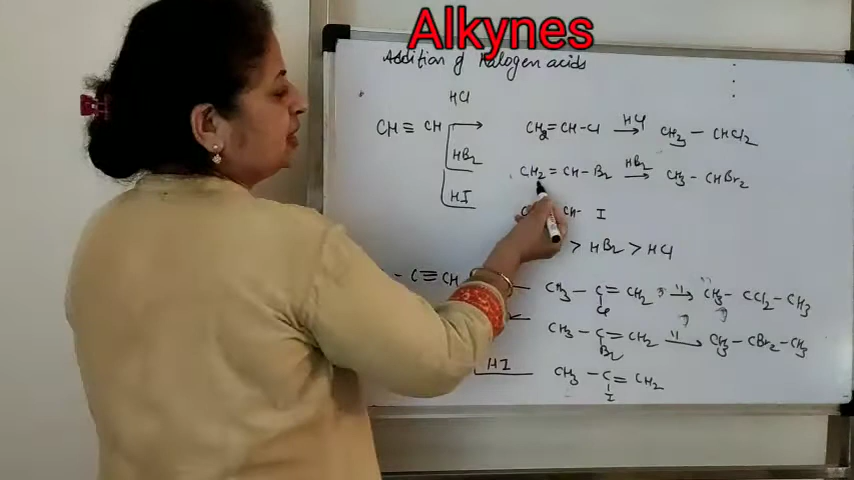 Alkynes
Addition of Halogen acids
HCl
CH ≡ CH → CH2 = CH - Cl HCl → CH3 - CHCl2
HBr CH2 = CH - Br HBr → CH3 - CHBr2
HI CH - I
> HBr > HCl
- C ≡ CH CH3 - C = CH2 " → CH3 - CCl2 - CH3
Cl
CH3 - C = CH2 " → CH3 - CBr2 - CH3
Br
HI CH3 - C = CH2
I